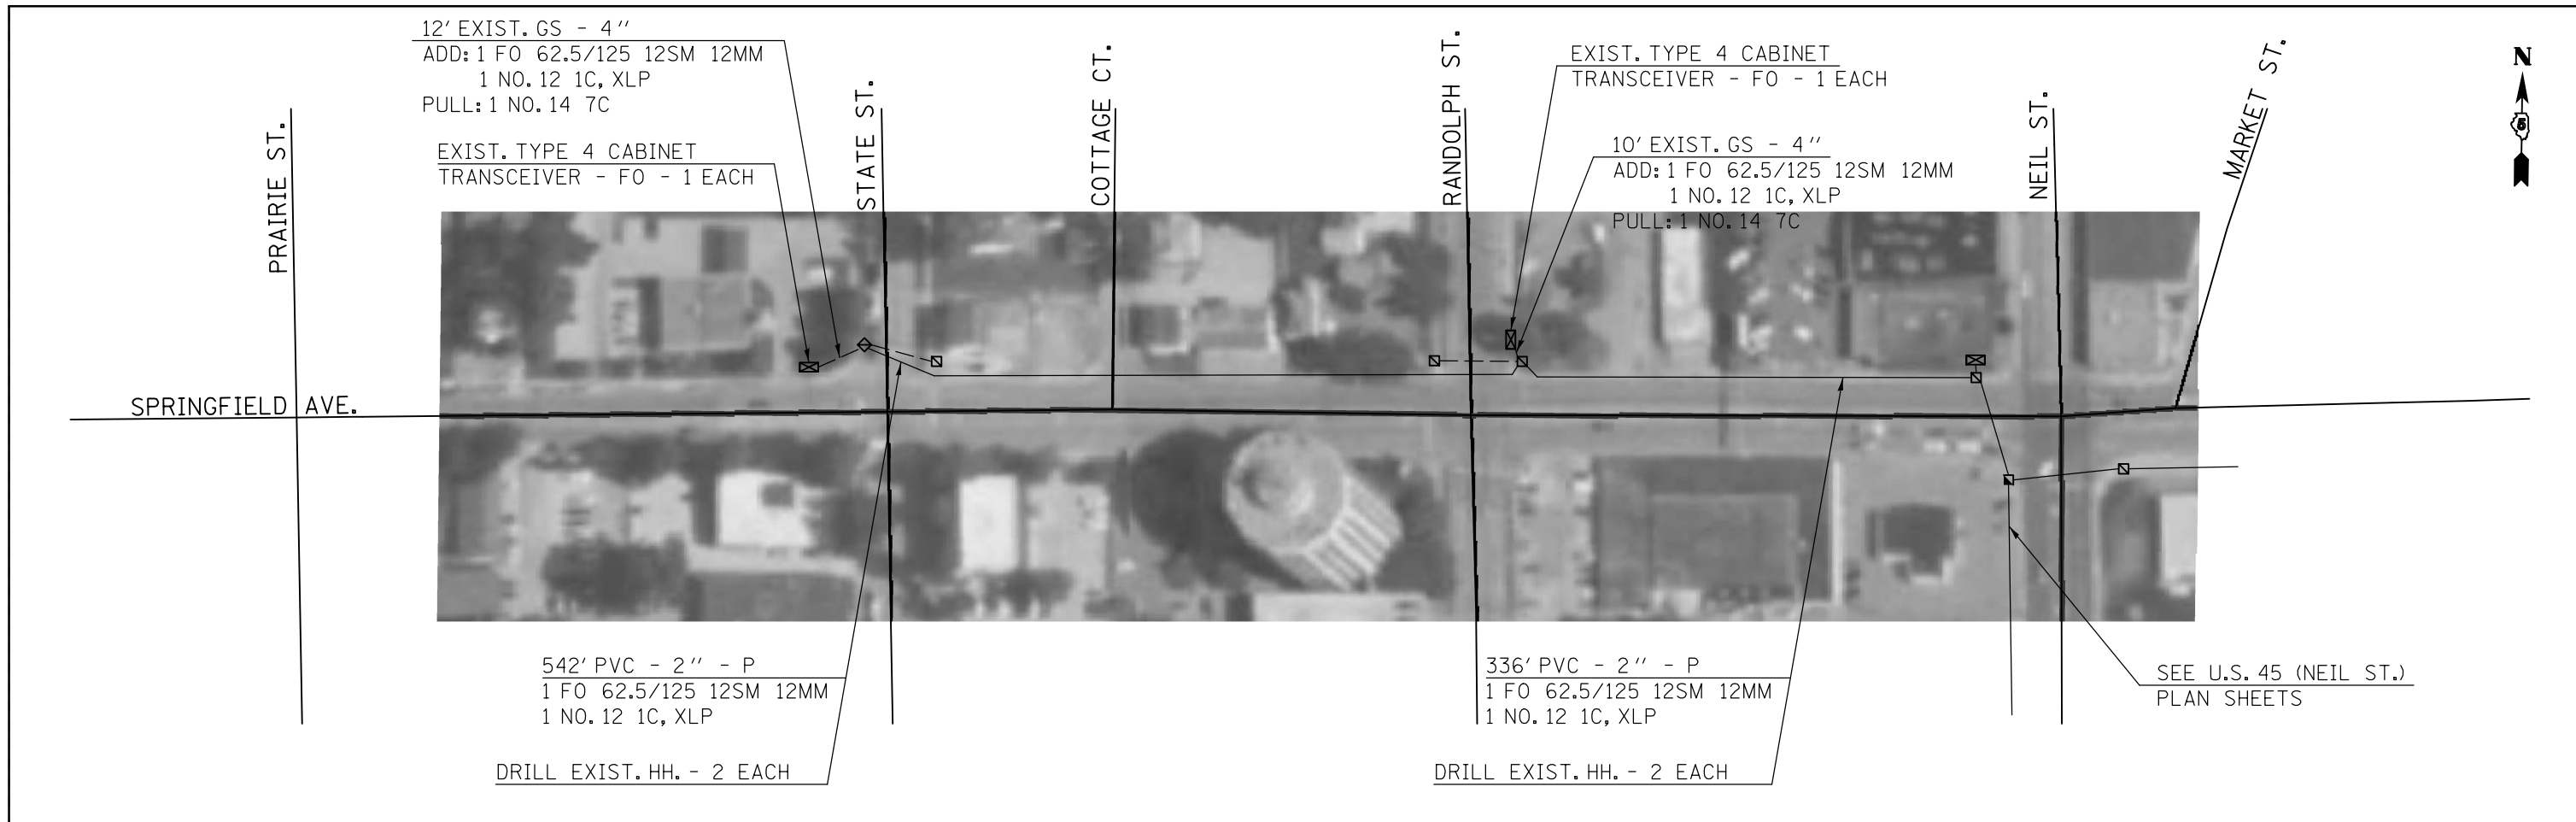 12' EXIST. GS - 4"
ADD: 1 FO 62.5/125 12SM 12MM
1 NO. 12 1C, XLP
PULL: 1 NO. 14 7C
EXIST. TYPE 4 CABINET
TRANSCEIVER - FO - 1 EACH
EXIST. TYPE 4 CABINET
TRANSCEIVER - FO - 1 EACH
10' EXIST. GS - 4"
ADD: 1 FO 62.5/125 12SM 12MM
1 NO. 12 1C, XLP
PULL: 1 NO. 14 7C
PRAIRIE ST.
STATE ST.
COTTAGE CT.
RANDOLPH ST.
NEIL ST.
MARKET ST.
N
5
SPRINGFIELD AVE.
542' PVC - 2" - P
1 FO 62.5/125 12SM 12MM
1 NO. 12 1C, XLP
DRILL EXIST. HH. - 2 EACH
336' PVC - 2" - P
1 FO 62.5/125 12SM 12MM
1 NO. 12 1C, XLP
DRILL EXIST. HH. - 2 EACH
SEE U.S. 45 (NEIL ST.)
PLAN SHEETS